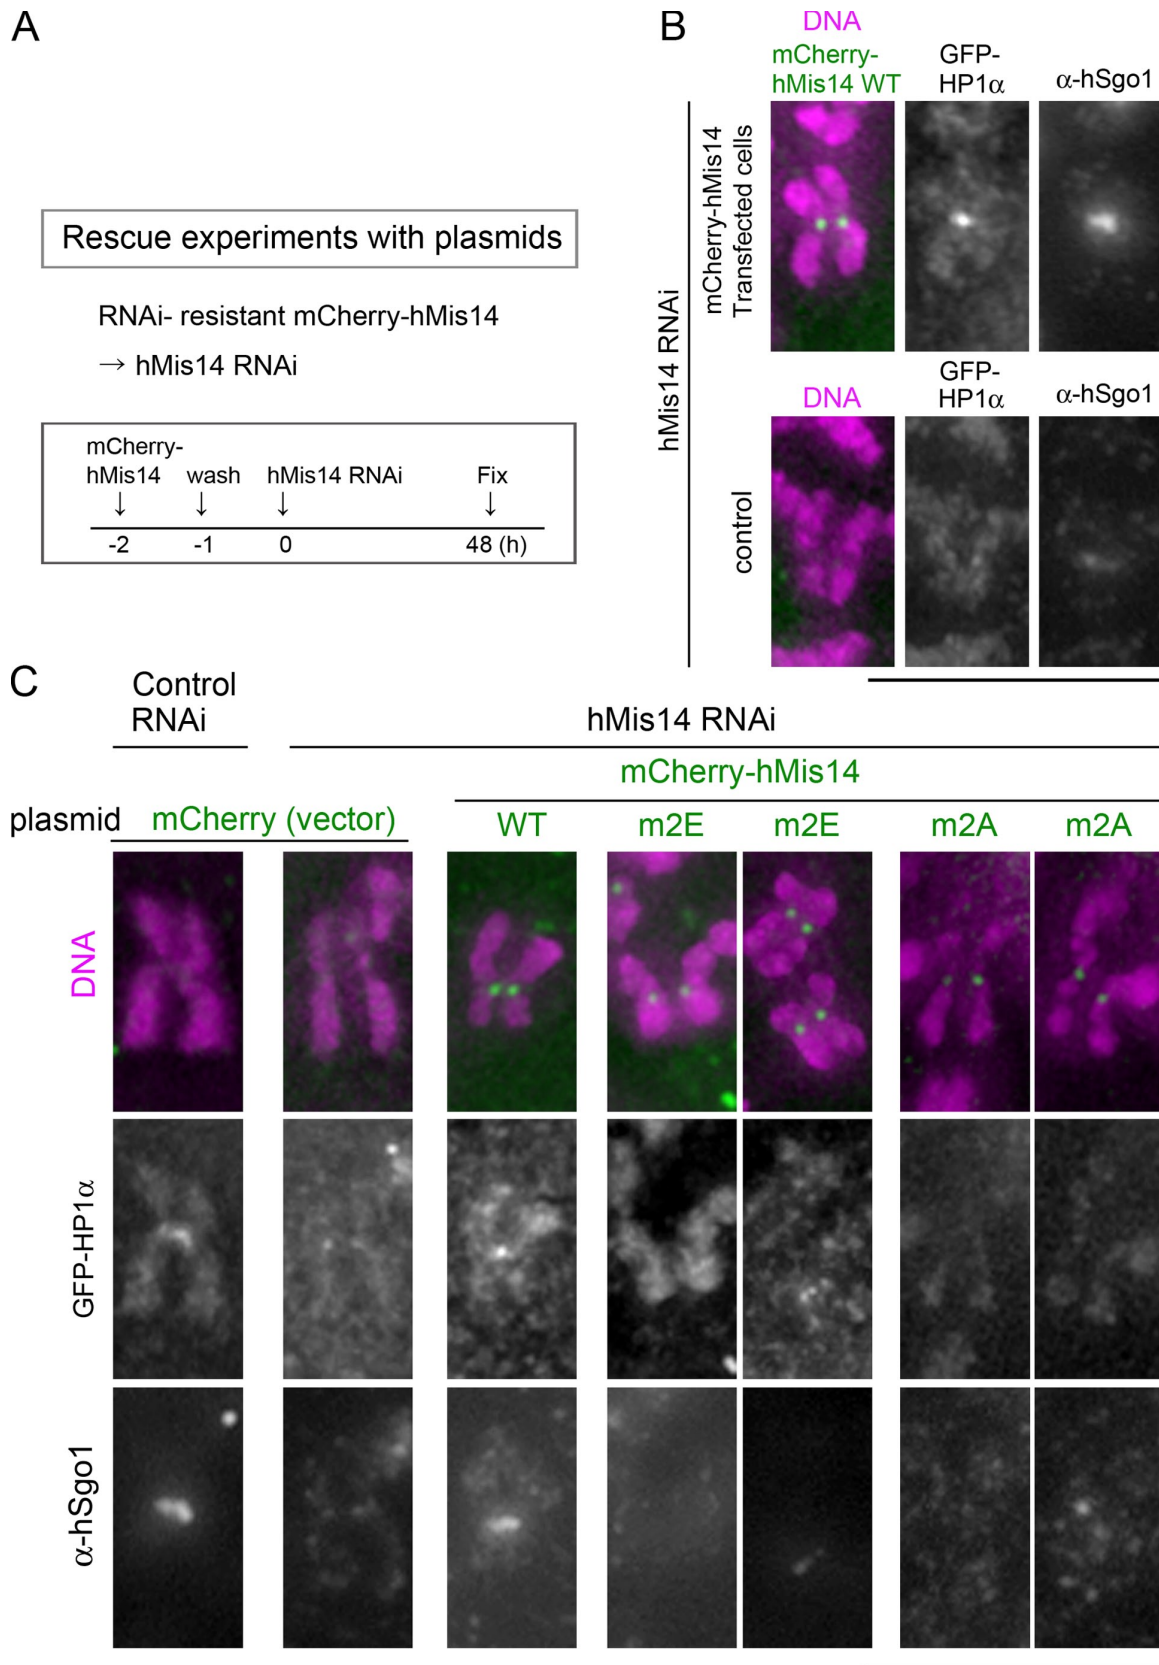 A
Rescue experiments with plasmids
RNAi- resistant mCherry-hMis14
→ hMis14 RNAi
mCherry-
hMis14 wash hMis14 RNAi Fix
↓ ↓ ↓ ↓
-2 -1 0 48 (h)
B
DNA
mCherry-
hMis14 WT
GFP-
HP1α
α-hSgo1
hMis14 RNAi
mCherry-hMis14
Transfected cells
DNA
GFP-
HP1α
α-hSgo1
control
C
Control
RNAi
hMis14 RNAi
mCherry-hMis14
plasmid mCherry (vector) WT m2E m2E m2A m2A
DNA
GFP-HP1α
α-hSgo1